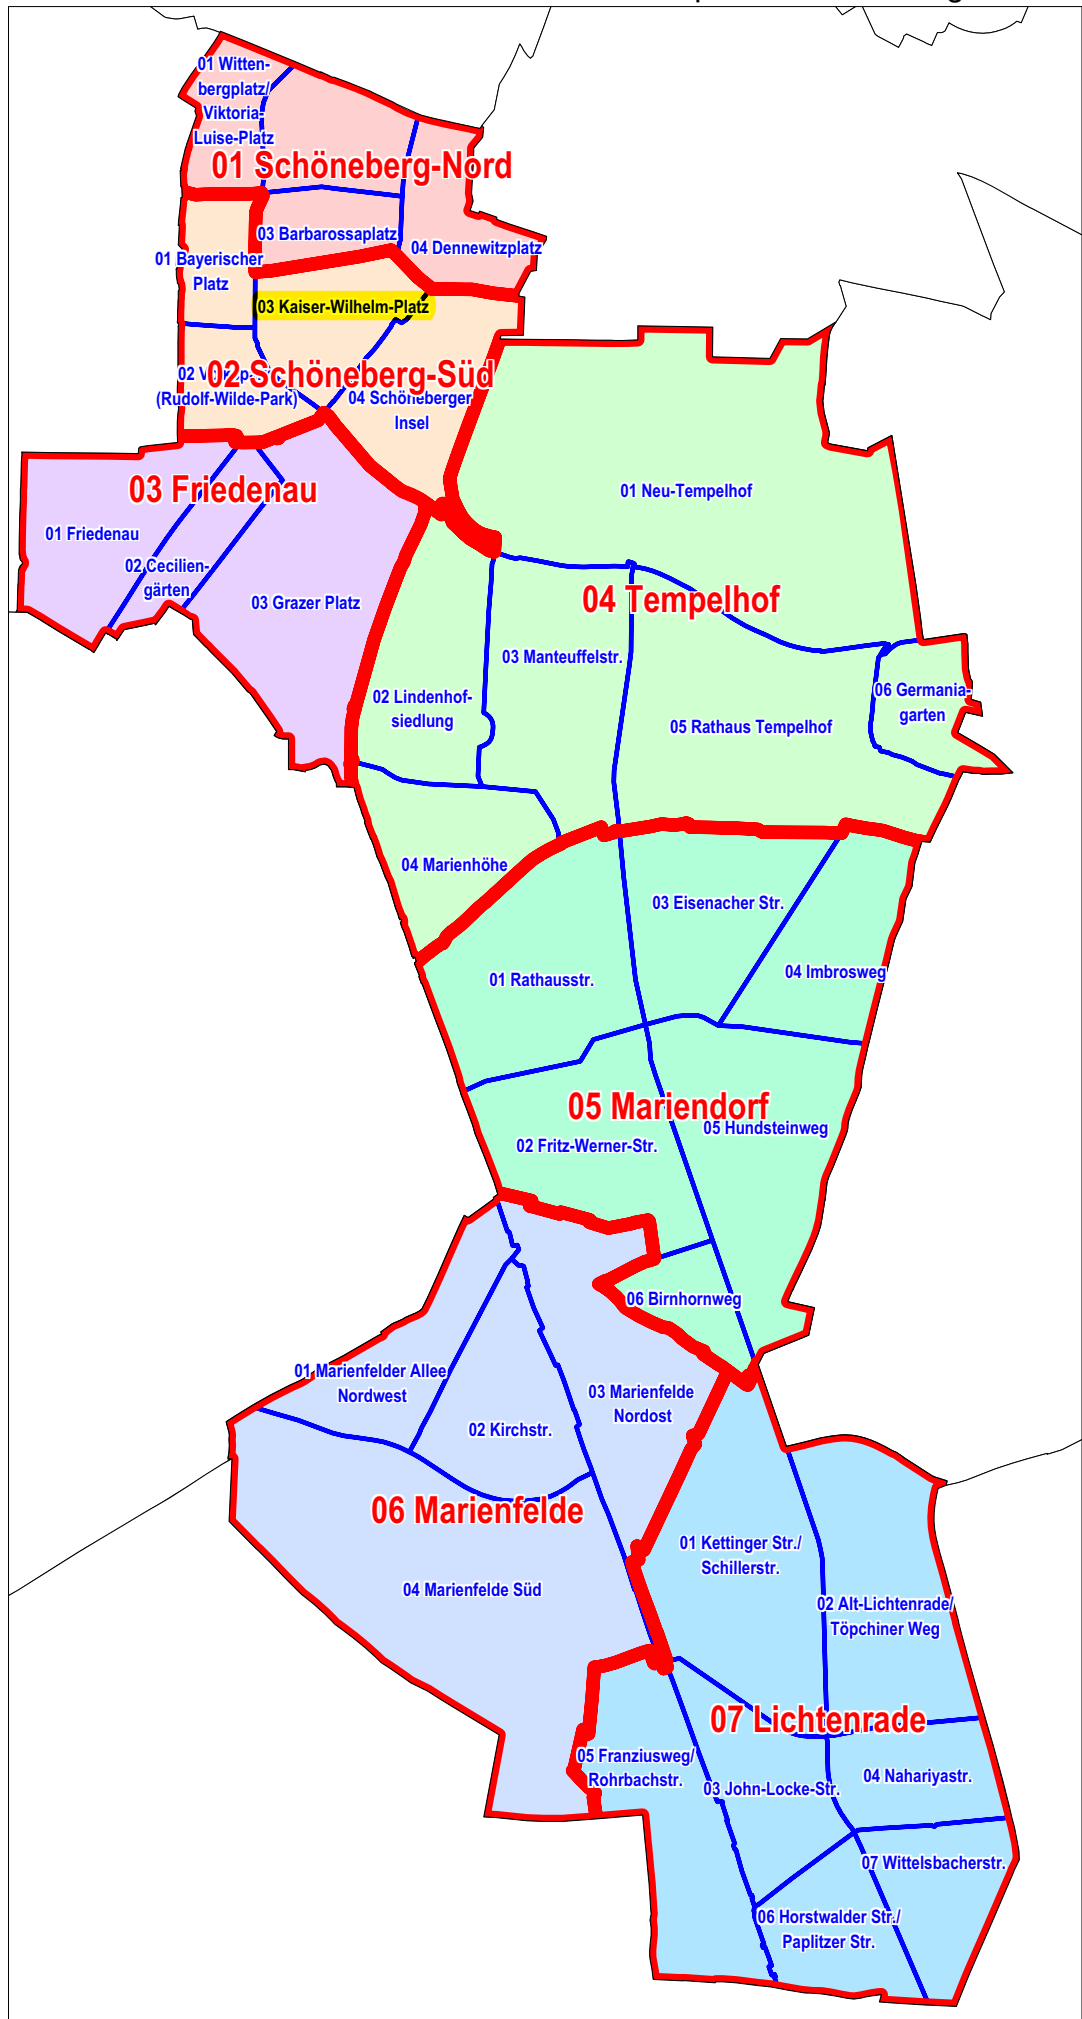 01 Witten-
bergplatz/
Viktoria-
Luise-Platz
01 Schöneberg-Nord
03 Barbarossaplatz
04 Dennewitzplatz
01 Bayerischer
Platz
03 Kaiser-Wilhelm-Platz
02 Schöneberg-Süd
02
(Rudolf-Wilde-Park)
04 Schöneberger
Insel
03 Friedenau
01 Friedenau
02 Cecilien-
gärten
03 Grazer Platz
01 Neu-Tempelhof
04 Tempelhof
03 Manteuffelstr.
02 Lindenhof-
siedlung
05 Rathaus Tempelhof
06 Germania-
garten
04 Marienhöhe
03 Eisenacher Str.
01 Rathausstr.
04 Imbrosweg
05 Mariendorf
05 Hundsteinweg
02 Fritz-Werner-Str.
06 Birnhornweg
01 Marienfelder Allee
Nordwest
03 Marienfelde
Nordost
02 Kirchstr.
06 Marienfelde
04 Marienfelde Süd
01 Kettinger Str./
Schillerstr.
02 Alt-Lichtenrade/
Töpchiner Weg
07 Lichtenrade
05 Franziusweg/
Rohrbachstr.
03 John-Locke-Str.
04 Nahariyastr.
07 Wittelsbacherstr.
06 Horstwalder Str./
Paplitzer Str.